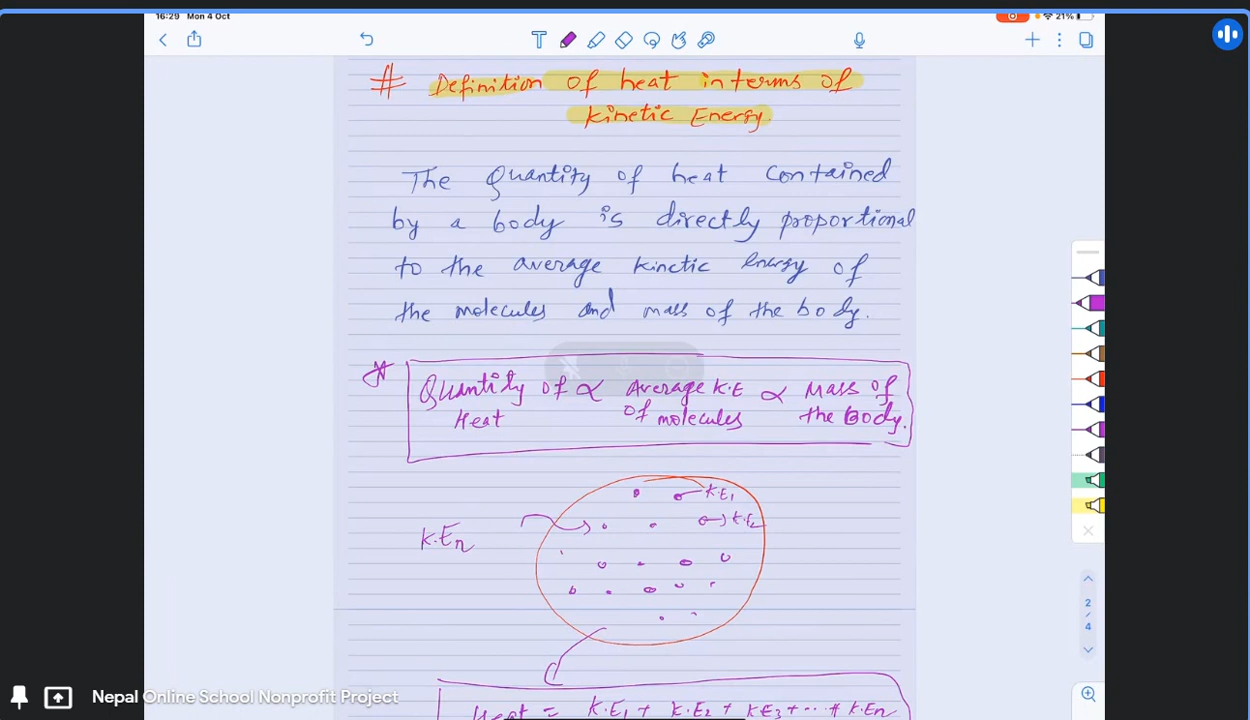 16:29 Mon 4 Oct
21%
# Definition of heat in terms of
Kinetic Energy.
The Quantity of heat contained
by a body is directly proportional
to the average kinetic energy of
the molecules and mass of the body.
Quantity of ∝ Average K.E ∝ Mass of
Heat of molecules the Body.
K.E1
K.E2
K.En
2
/
4
Nepal Online School Nonprofit Project
Heat = K.E1 + K.E2 + K.E3 + ... + K.En